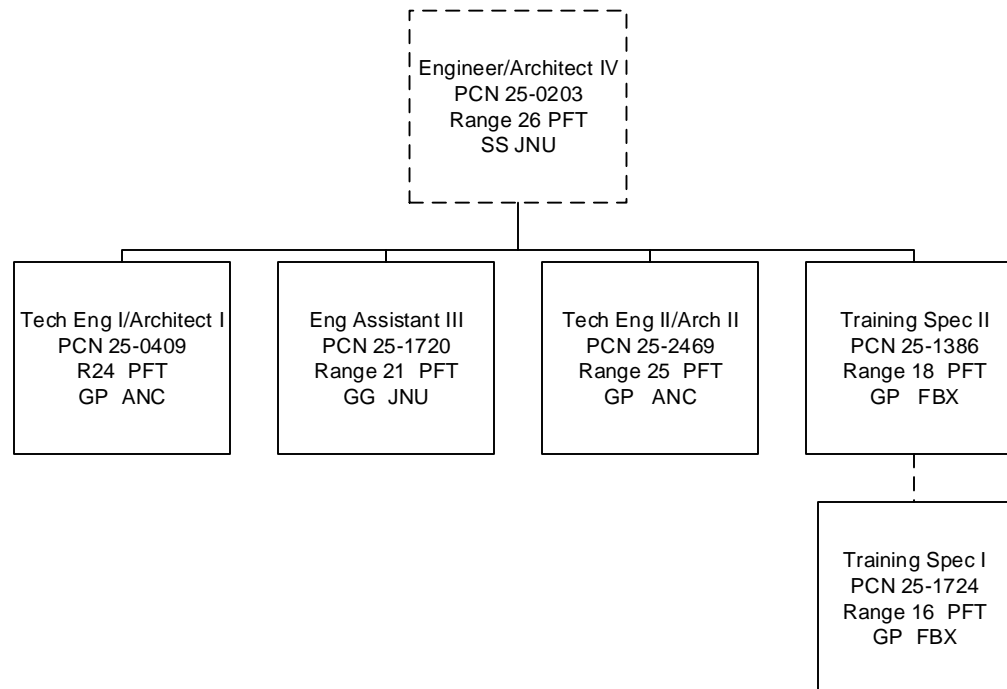 Engineer/Architect IV
PCN 25-0203
Range 26 PFT
SS JNU
Tech Eng I/Architect I
PCN 25-0409
R24 PFT
GP ANC
Eng Assistant III
PCN 25-1720
Range 21 PFT
GG JNU
Tech Eng II/Arch II
PCN 25-2469
Range 25 PFT
GP ANC
Training Spec II
PCN 25-1386
Range 18 PFT
GP FBX
Training Spec I
PCN 25-1724
Range 16 PFT
GP FBX